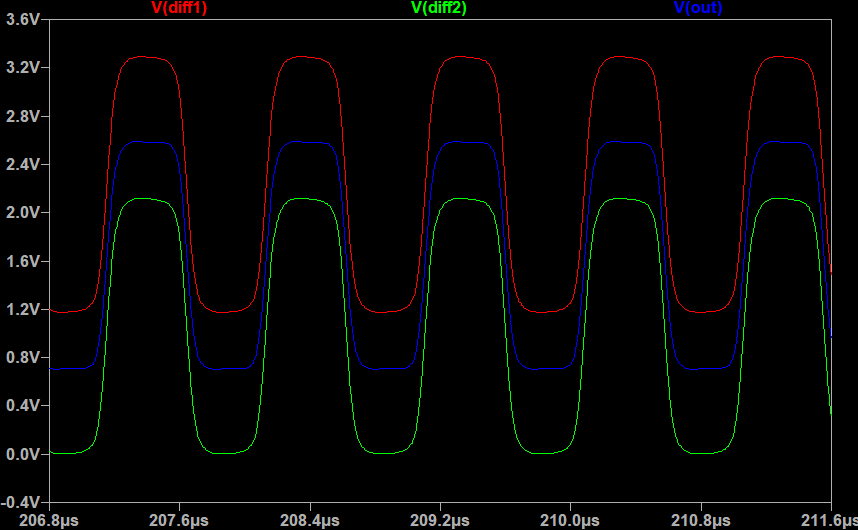 V(diff1) V(diff2) V(out)
3.6V
3.2V
2.8V
2.4V
2.0V
1.6V
1.2V
0.8V
0.4V
0.0V
-0.4V
206.8µs 207.6µs 208.4µs 209.2µs 210.0µs 210.8µs 211.6µs